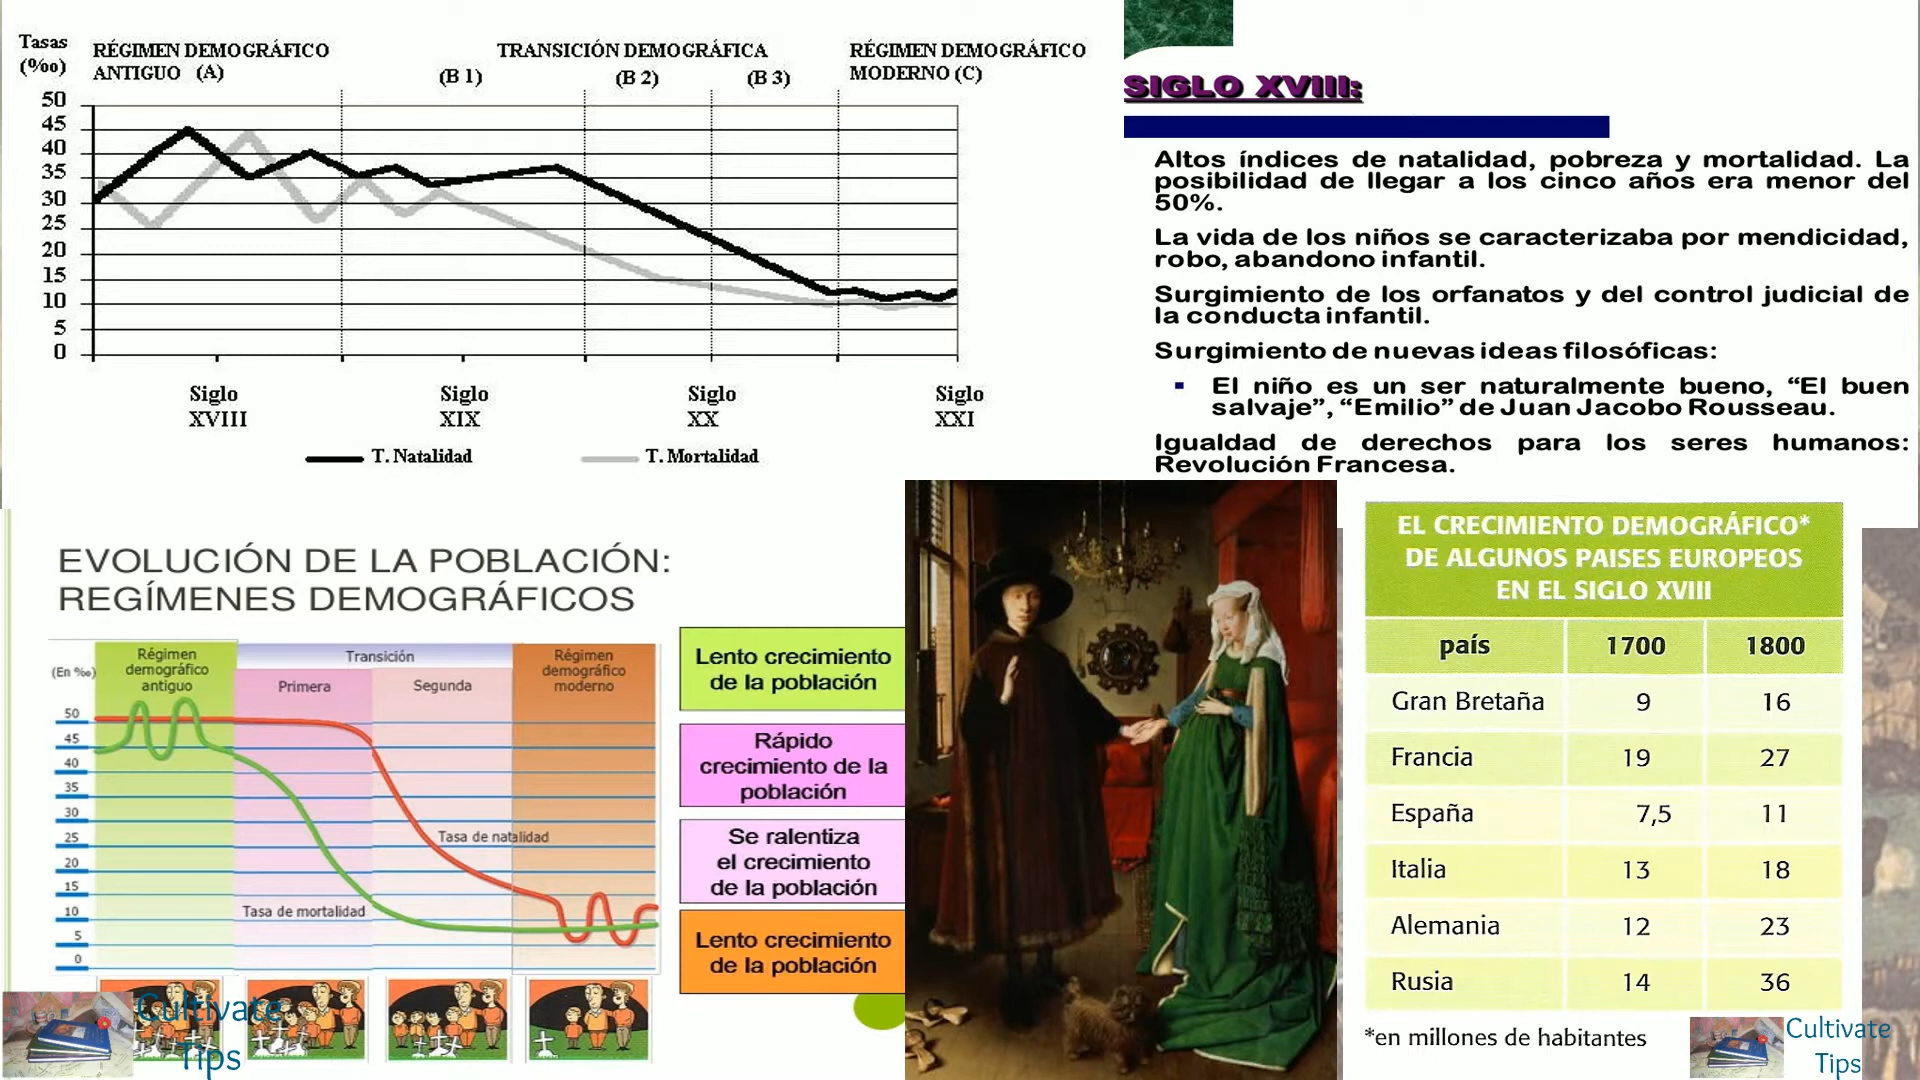 Tasas
(%o)
RÉGIMEN DEMOGRÁFICO
ANTIGUO (A)
TRANSICIÓN DEMOGRÁFICA
(B 1)
(B 2)
(B 3)
RÉGIMEN DEMOGRÁFICO
MODERNO (C)
50
45
40
35
30
25
20
15
10
5
0
Siglo
XVIII
Siglo
XIX
Siglo
XX
Siglo
XXI
T. Natalidad
T. Mortalidad
SIGLO XVIII:
Altos índices de natalidad, pobreza y mortalidad. La
posibilidad de llegar a los cinco años era menor del
50%.
La vida de los niños se caracterizaba por mendicidad,
robo, abandono infantil.
Surgimiento de los orfanatos y del control judicial de
la conducta infantil.
Surgimiento de nuevas ideas filosóficas:
El niño es un ser naturalmente bueno, “El buen
salvaje”, “Emilio” de Juan Jacobo Rousseau.
Igualdad de derechos para los seres humanos:
Revolución Francesa.
EVOLUCIÓN DE LA POBLACIÓN:
REGÍMENES DEMOGRÁFICOS
(En ‰)
Régimen
demográfico
antiguo
Transición
Primera
Segunda
Régimen
demográfico
moderno
50
45
40
35
30
25
20
15
10
5
0
Tasa de natalidad
Tasa de mortalidad
Lento crecimiento
de la población
Rápido
crecimiento de la
población
Se ralentiza
el crecimiento
de la población
Lento crecimiento
de la población
Cultivate
Tips
EL CRECIMIENTO DEMOGRÁFICO*
DE ALGUNOS PAISES EUROPEOS
EN EL SIGLO XVIII
país 1700 1800
Gran Bretaña 9 16
Francia 19 27
España 7,5 11
Italia 13 18
Alemania 12 23
Rusia 14 36
*en millones de habitantes
Cultivate
Tips